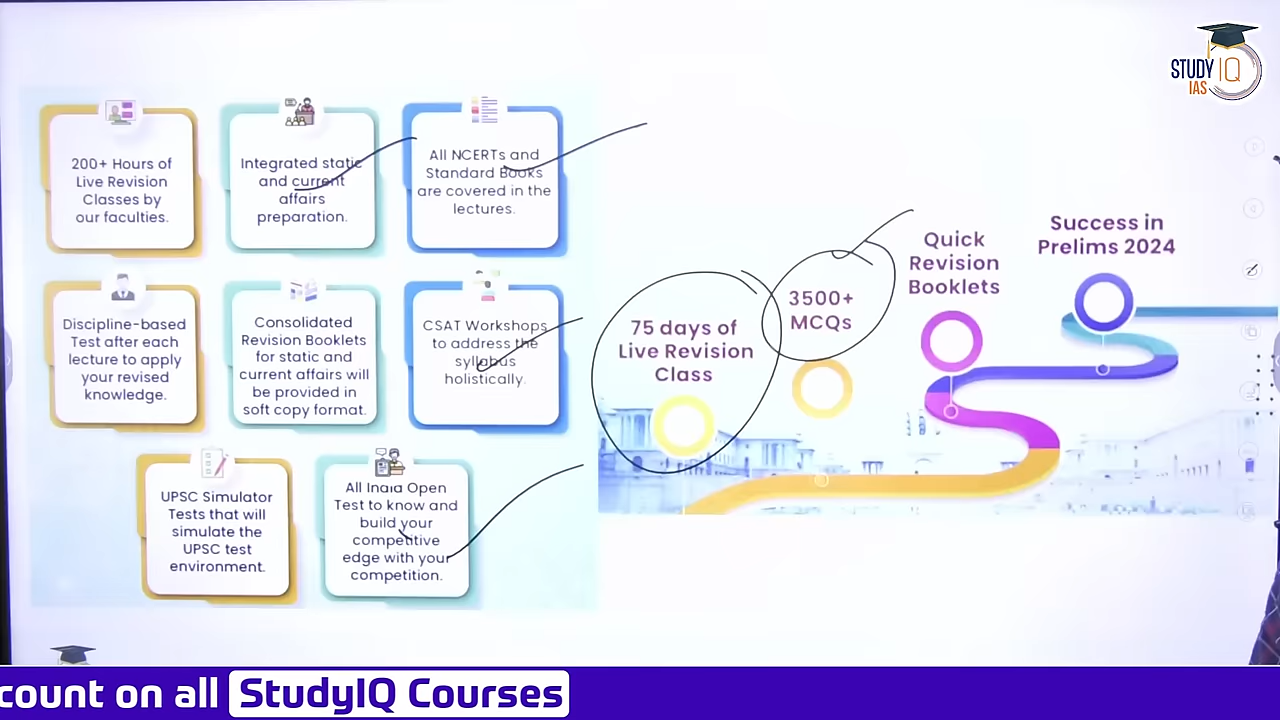 STUDY IQ
IAS
200+ Hours of
Live Revision
Classes by
our faculties.
Integrated static
and current
affairs
preparation.
All NCERTs and
Standard Books
are covered in the
lectures.
Discipline-based
Test after each
lecture to apply
your revised
knowledge.
Consolidated
Revision Booklets
for static and
current affairs will
be provided in
soft copy format.
CSAT Workshops
to address the
syllabus
holistically.
UPSC Simulator
Tests that will
simulate the
UPSC test
environment.
All India Open
Test to know and
build your
competitive
edge with your
competition.
75 days of
Live Revision
Class
3500+
MCQs
Quick
Revision
Booklets
Success in
Prelims 2024
count on all StudyIQ Courses